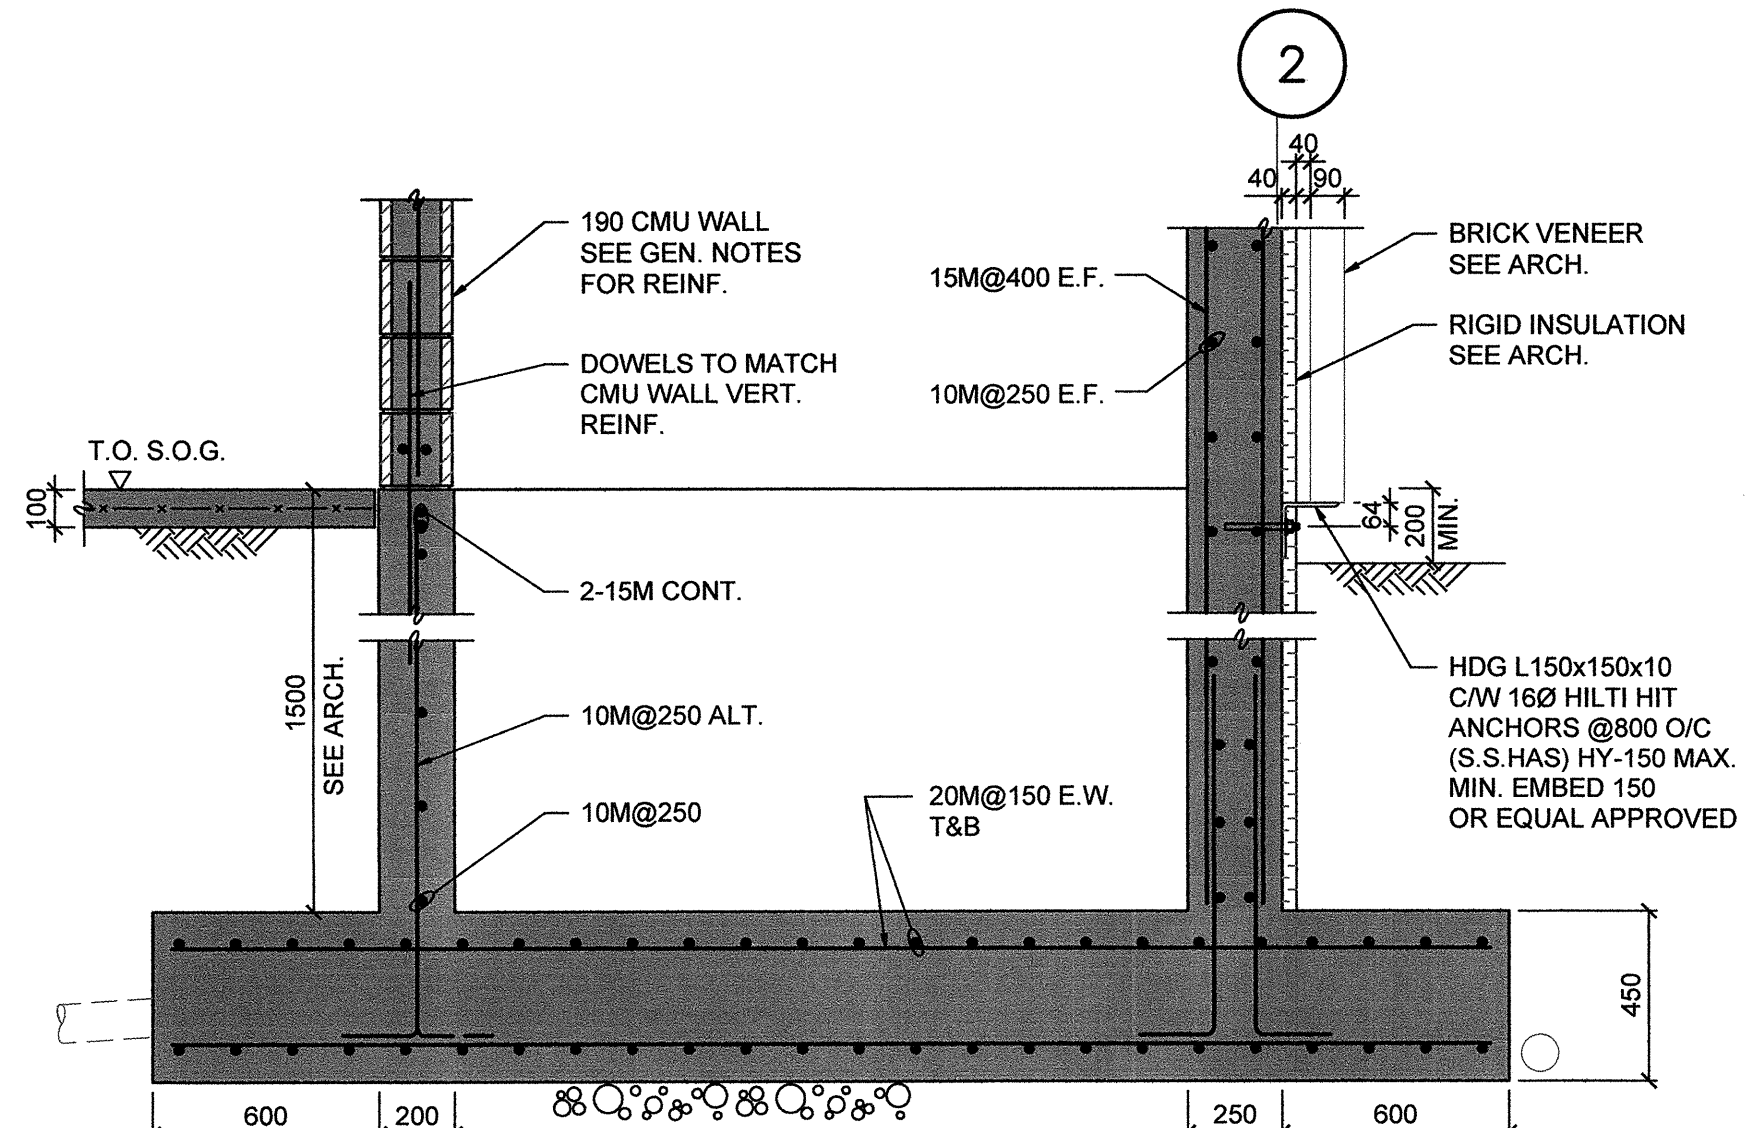 2
40
40
90
190 CMU WALL
SEE GEN. NOTES
FOR REINF.
BRICK VENEER
SEE ARCH.
15M@400 E.F.
RIGID INSULATION
SEE ARCH.
DOWELS TO MATCH
CMU WALL VERT.
REINF.
10M@250 E.F.
T.O. S.O.G.
100
64
200
MIN.
2-15M CONT.
1500
SEE ARCH.
HDG L150x150x10
C/W 16Ø HILTI HIT
ANCHORS @800 O/C
(S.S.HAS) HY-150 MAX.
MIN. EMBED 150
OR EQUAL APPROVED
10M@250 ALT.
10M@250
20M@150 E.W.
T&B
450
600
200
250
600